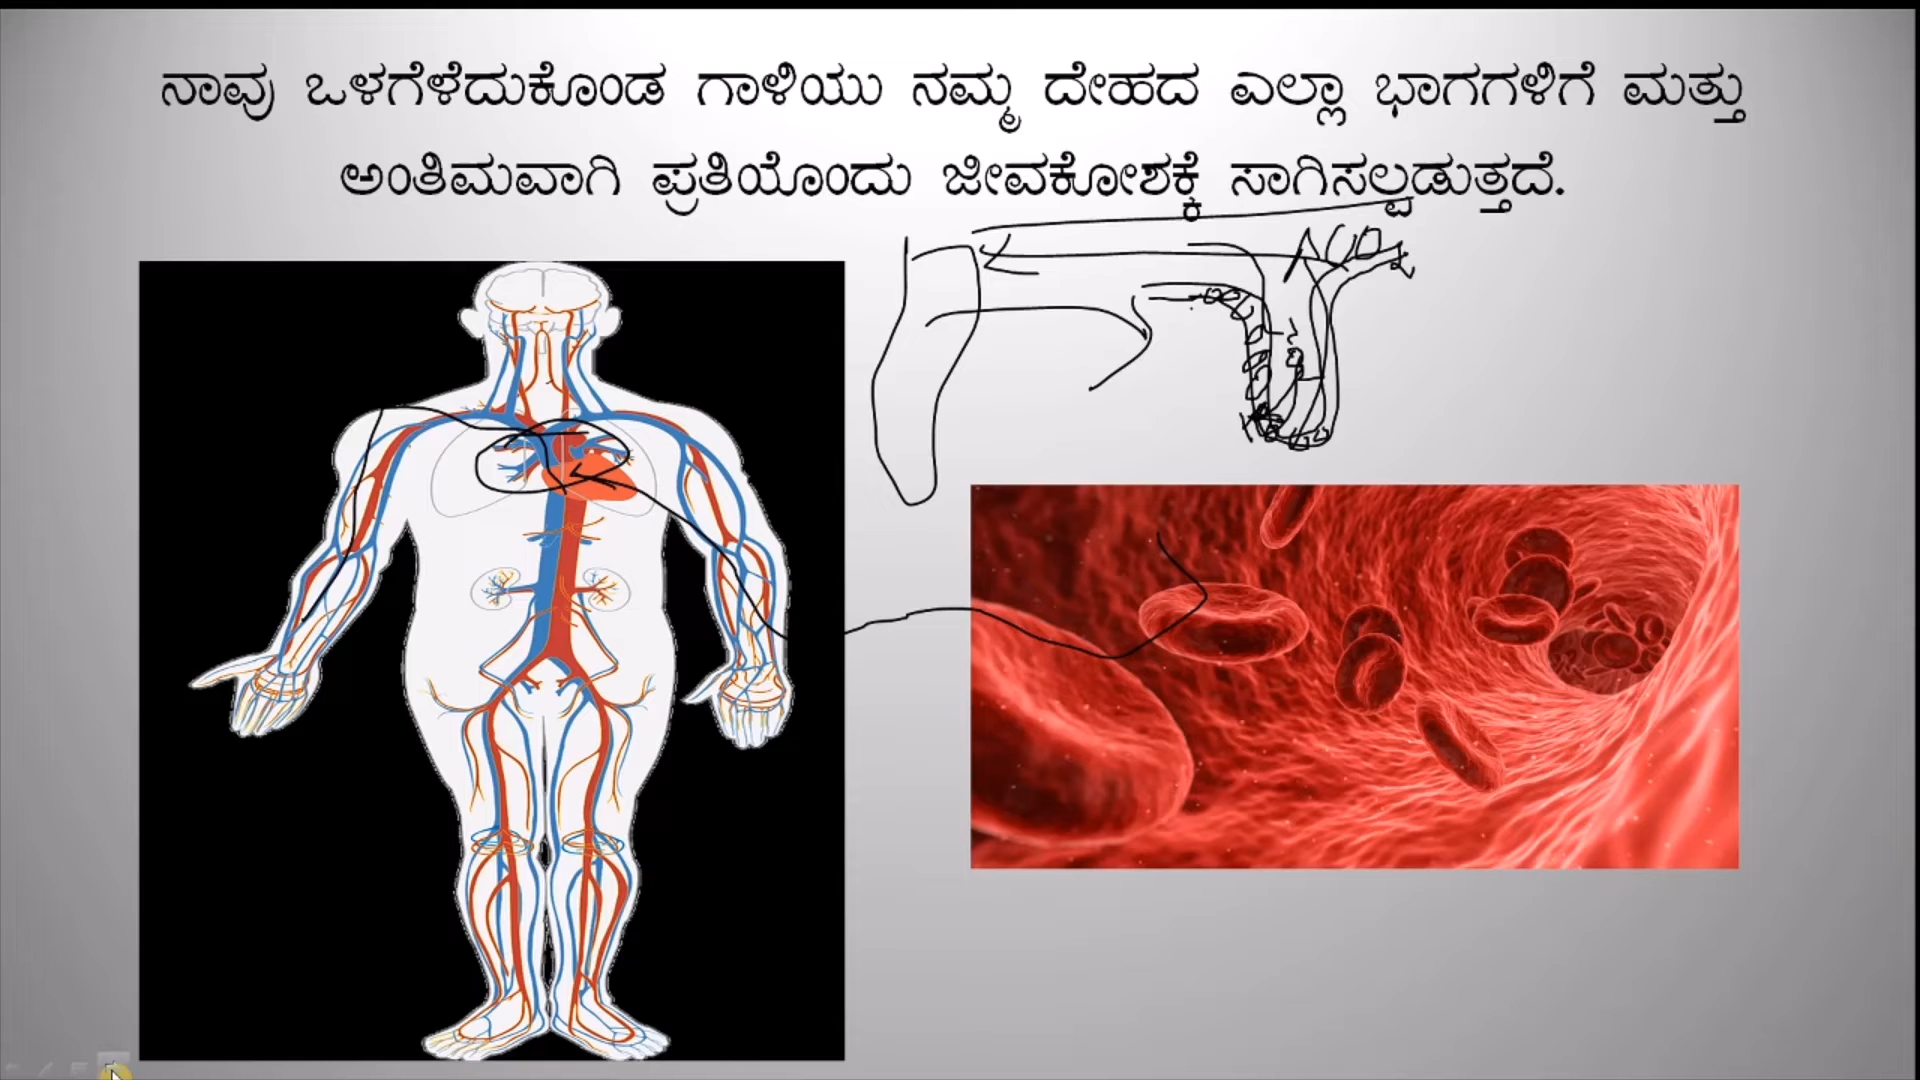 ನಾವು ಒಳಗೆಳೆದುಕೊಂಡ ಗಾಳಿಯು ನಮ್ಮ ದೇಹದ ಎಲ್ಲಾ ಭಾಗಗಳಿಗೆ ಮತ್ತು
ಅಂತಿಮವಾಗಿ ಪ್ರತಿಯೊಂದು ಜೀವಕೋಶಕ್ಕೆ ಸಾಗಿಸಲ್ಪಡುತ್ತದೆ.